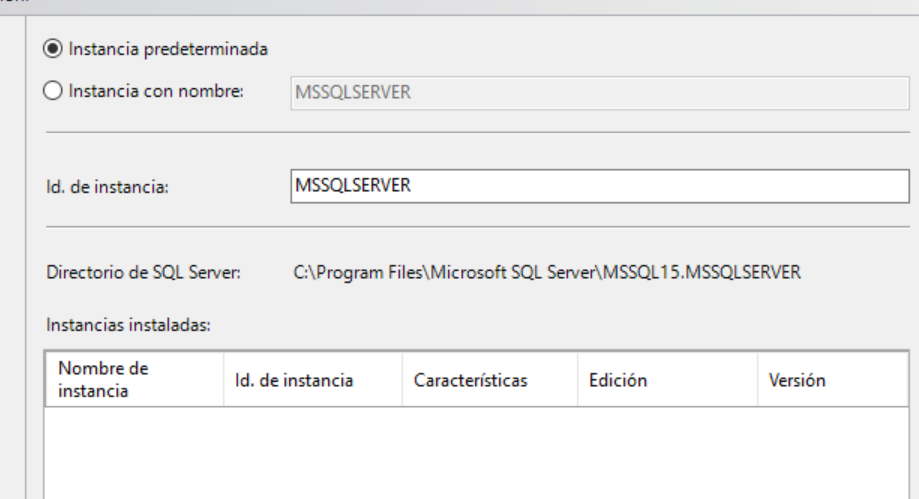 Instancia predeterminada
Instancia con nombre: MSSQLSERVER
Id. de instancia: MSSQLSERVER
Directorio de SQL Server: C:\Program Files\Microsoft SQL Server\MSSQL15.MSSQLSERVER
Instancias instaladas:
Nombre de instancia Id. de instancia Características Edición Versión